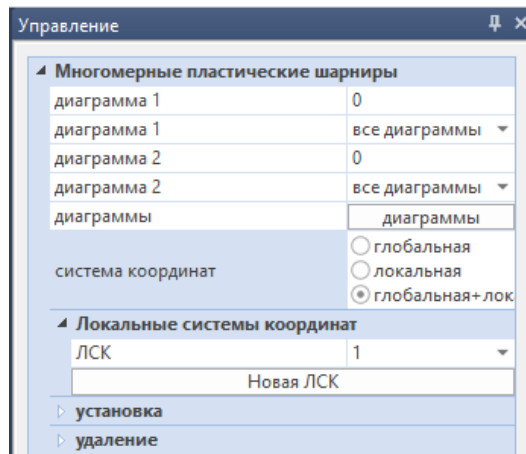 Управление
Многомерные пластические шарниры
диаграмма 1 0
диаграмма 1 все диаграммы
диаграмма 2 0
диаграмма 2 все диаграммы
диаграммы диаграммы
глобальная
система координат локальная
глобальная+лок
Локальные системы координат
ЛСК 1
Новая ЛСК
установка
удаление